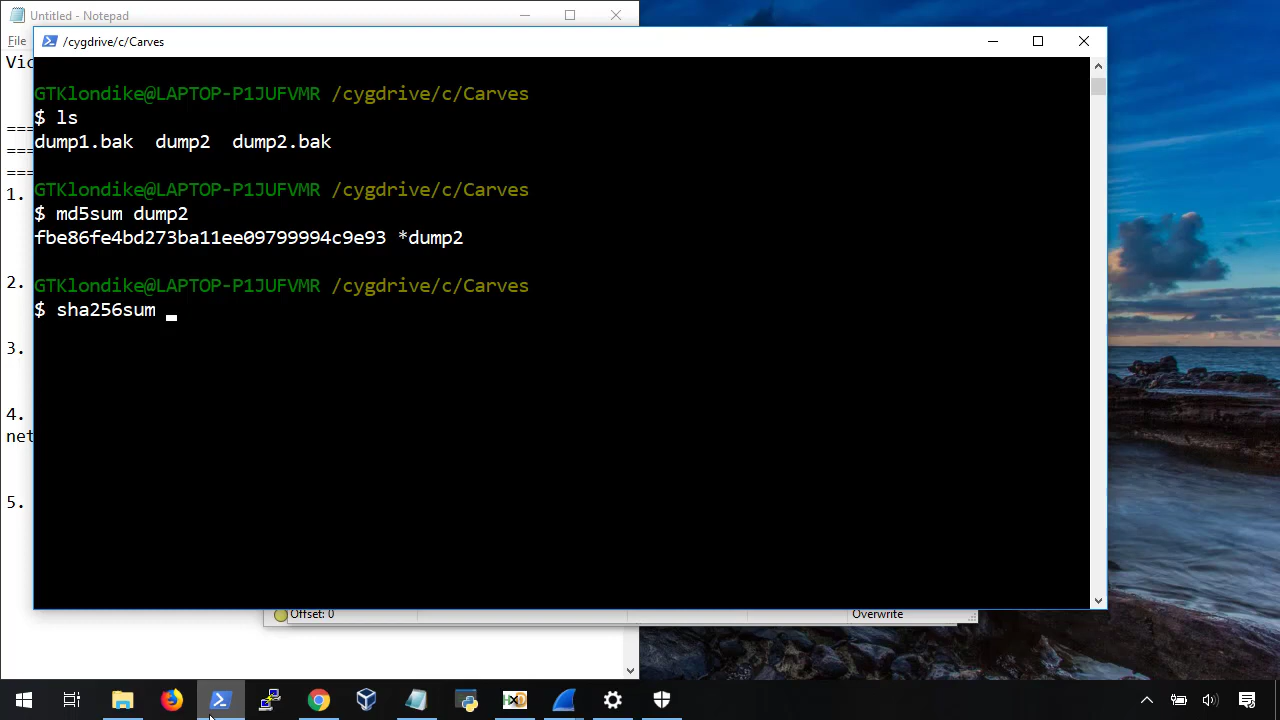 Untitled - Notepad
/cygdrive/c/Carves
File
Vic
GTKlondike@LAPTOP-P1JUFVMR /cygdrive/c/Carves
$ ls
dump1.bak dump2 dump2.bak
GTKlondike@LAPTOP-P1JUFVMR /cygdrive/c/Carves
$ md5sum dump2
fbe86fe4bd273ba11ee09799994c9e93 *dump2
GTKlondike@LAPTOP-P1JUFVMR /cygdrive/c/Carves
$ sha256sum
===
===
===
1.
2.
3.
4.
net
5.
Offset: 0
Overwrite